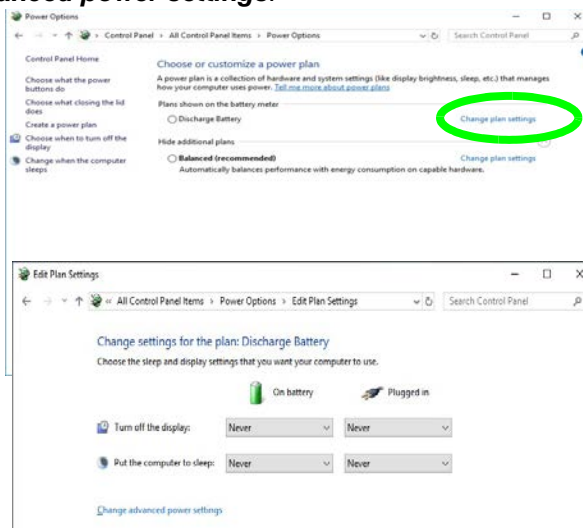 anced power settings.
Power Options
Control Panel > All Control Panel Items > Power Options
Search Control Panel
Control Panel Home
Choose what the power
buttons do
Choose what closing the lid
does
Create a power plan
Choose when to turn off the
display
Change when the computer
sleeps
Choose or customize a power plan
A power plan is a collection of hardware and system settings (like display brightness, sleep, etc.) that manages
how your computer uses power. Tell me more about power plans
Plans shown on the battery meter
Discharge Battery Change plan settings
Hide additional plans
Balanced (recommended) Change plan settings
Automatically balances performance with energy consumption on capable hardware.
Edit Plan Settings
« All Control Panel Items > Power Options > Edit Plan Settings
Search Control Panel
Change settings for the plan: Discharge Battery
Choose the sleep and display settings that you want your computer to use.
On battery Plugged in
Turn off the display: Never Never
Put the computer to sleep: Never Never
Change advanced power settings